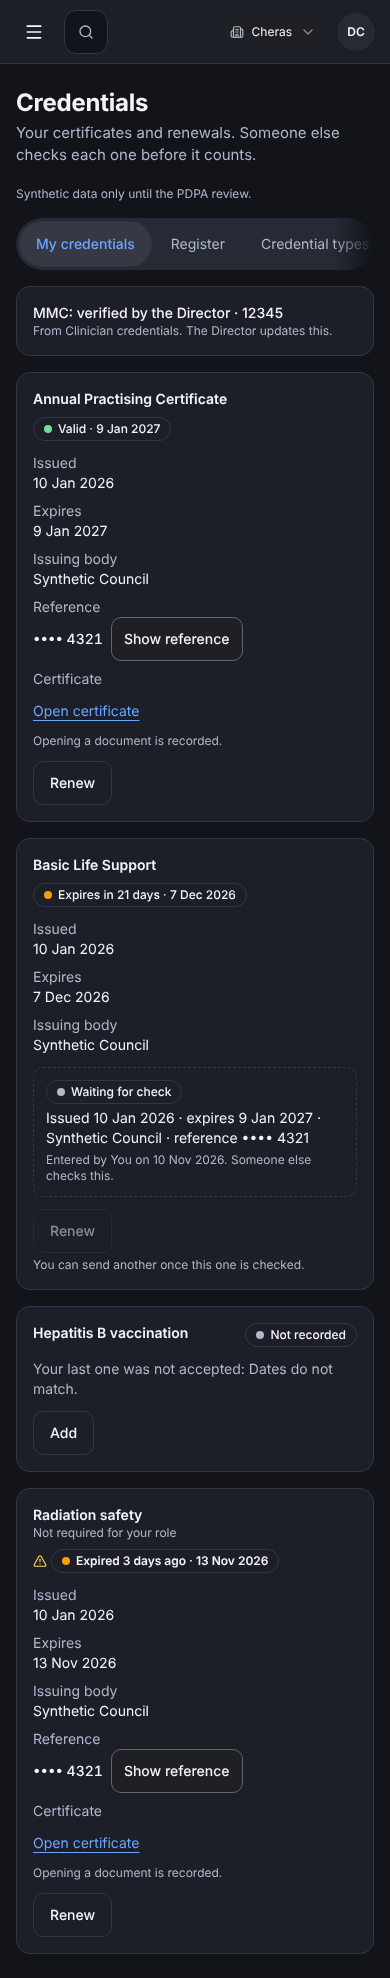 Cheras
DC
Credentials
Your certificates and renewals. Someone else
checks each one before it counts.
Synthetic data only until the PDPA review.
My credentials
Register
Credential types
MMC: verified by the Director · 12345
From Clinician credentials. The Director updates this.
Annual Practising Certificate
Valid · 9 Jan 2027
Issued
10 Jan 2026
Expires
9 Jan 2027
Issuing body
Synthetic Council
Reference
•••• 4321
Show reference
Certificate
Open certificate
Opening a document is recorded.
Renew
Basic Life Support
Expires in 21 days · 7 Dec 2026
Issued
10 Jan 2026
Expires
7 Dec 2026
Issuing body
Synthetic Council
Waiting for check
Issued 10 Jan 2026 · expires 9 Jan 2027 ·
Synthetic Council · reference •••• 4321
Entered by You on 10 Nov 2026. Someone else
checks this.
Renew
You can send another once this one is checked.
Hepatitis B vaccination
Not recorded
Your last one was not accepted: Dates do not
match.
Add
Radiation safety
Not required for your role
Expired 3 days ago · 13 Nov 2026
Issued
10 Jan 2026
Expires
13 Nov 2026
Issuing body
Synthetic Council
Reference
•••• 4321
Show reference
Certificate
Open certificate
Opening a document is recorded.
Renew